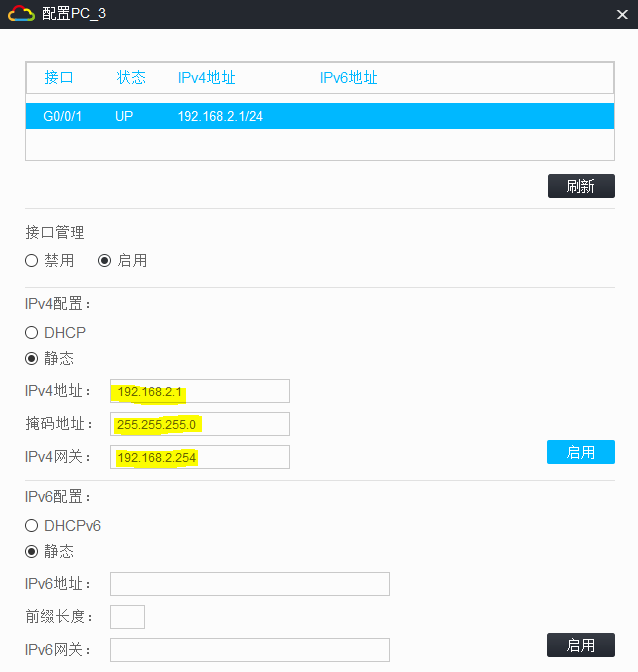 配置PC_3
接口 状态 IPv4地址 IPv6地址
G0/0/1 UP 192.168.2.1/24
刷新
接口管理
禁用 启用
IPv4配置：
DHCP
静态
IPv4地址： 192.168.2.1
掩码地址： 255.255.255.0
IPv4网关： 192.168.2.254
启用
IPv6配置：
DHCPv6
静态
IPv6地址：
前缀长度：
IPv6网关：
启用